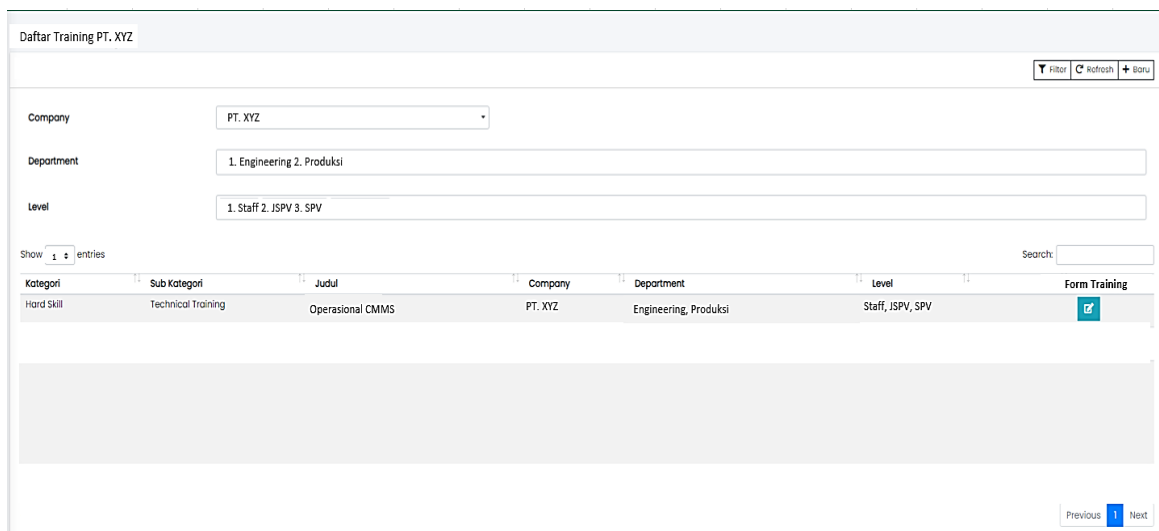 Daftar Training PT. XYZ
Filter Refresh + Baru
Company PT. XYZ
Department 1. Engineering 2. Produksi
Level 1. Staff 2. JSPV 3. SPV
Show 1 entries Search:
Kategori Sub Kategori Judul Company Department Level Form Training
Hard Skill Technical Training Operasional CMMS PT. XYZ Engineering, Produksi Staff, JSPV, SPV
Previous 1 Next